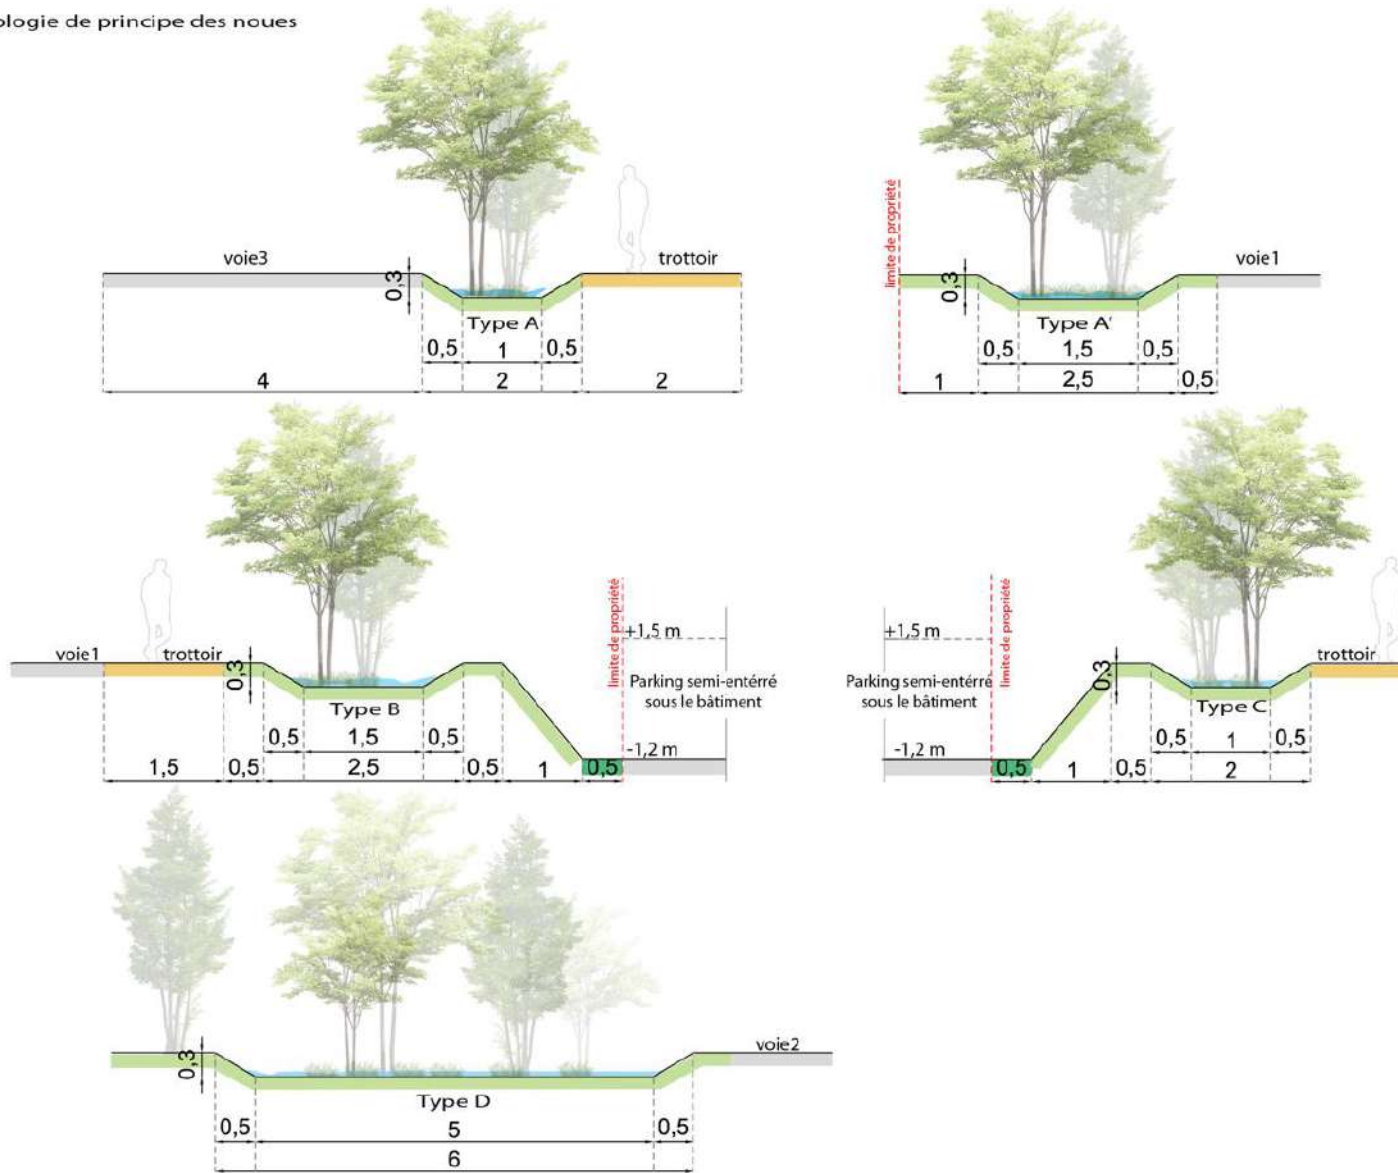 ologie de principe des noues
voie3
trottoir
0,3
Type A
0,5 1 0,5
4 2 2
limite de propriété
voie1
0,3
Type A'
0,5 1,5 0,5
1 2,5 0,5
voie1
trottoir
0,3
Type B
limite de propriété
+1,5 m
Parking semi-entérré
sous le bâtiment
-1,2 m
0,5 1,5 0,5
1,5 0,5 2,5 0,5 1 0,5
+1,5 m
limite de propriété
Parking semi-entérré
sous le bâtiment
-1,2 m
0,3
trottoir
Type C
0,5 1 0,5
0,5 1 0,5 2
0,3
voie2
Type D
0,5 5 0,5
6